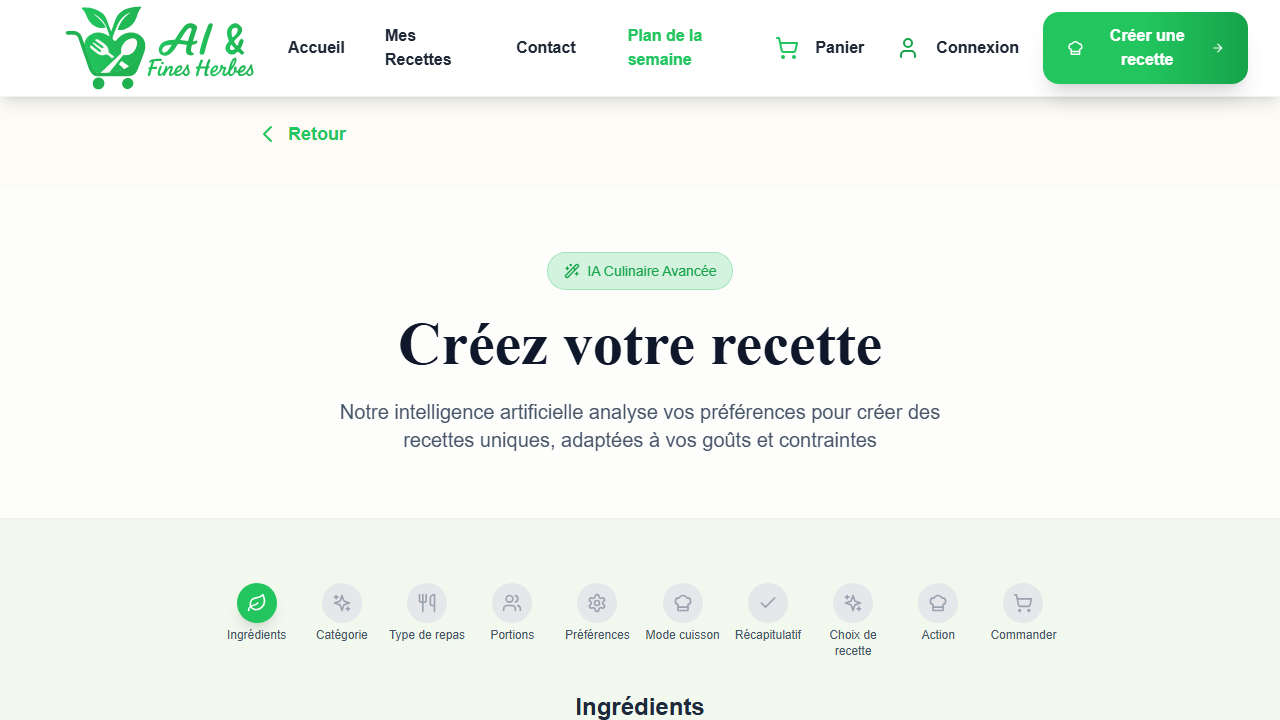 AI &
Fines Herbes
Accueil
Mes
Recettes
Contact
Plan de la
semaine
Panier
Connexion
Créer une
recette
Retour
IA Culinaire Avancée
Créez votre recette
Notre intelligence artificielle analyse vos préférences pour créer des
recettes uniques, adaptées à vos goûts et contraintes
Ingrédients
Catégorie
Type de repas
Portions
Préférences
Mode cuisson
Récapitulatif
Choix de
recette
Action
Commander
Ingrédients